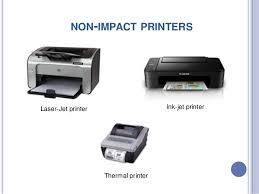 NON-IMPACT PRINTERS
Laser-Jet printer
Ink-jet printer
Thermal printer